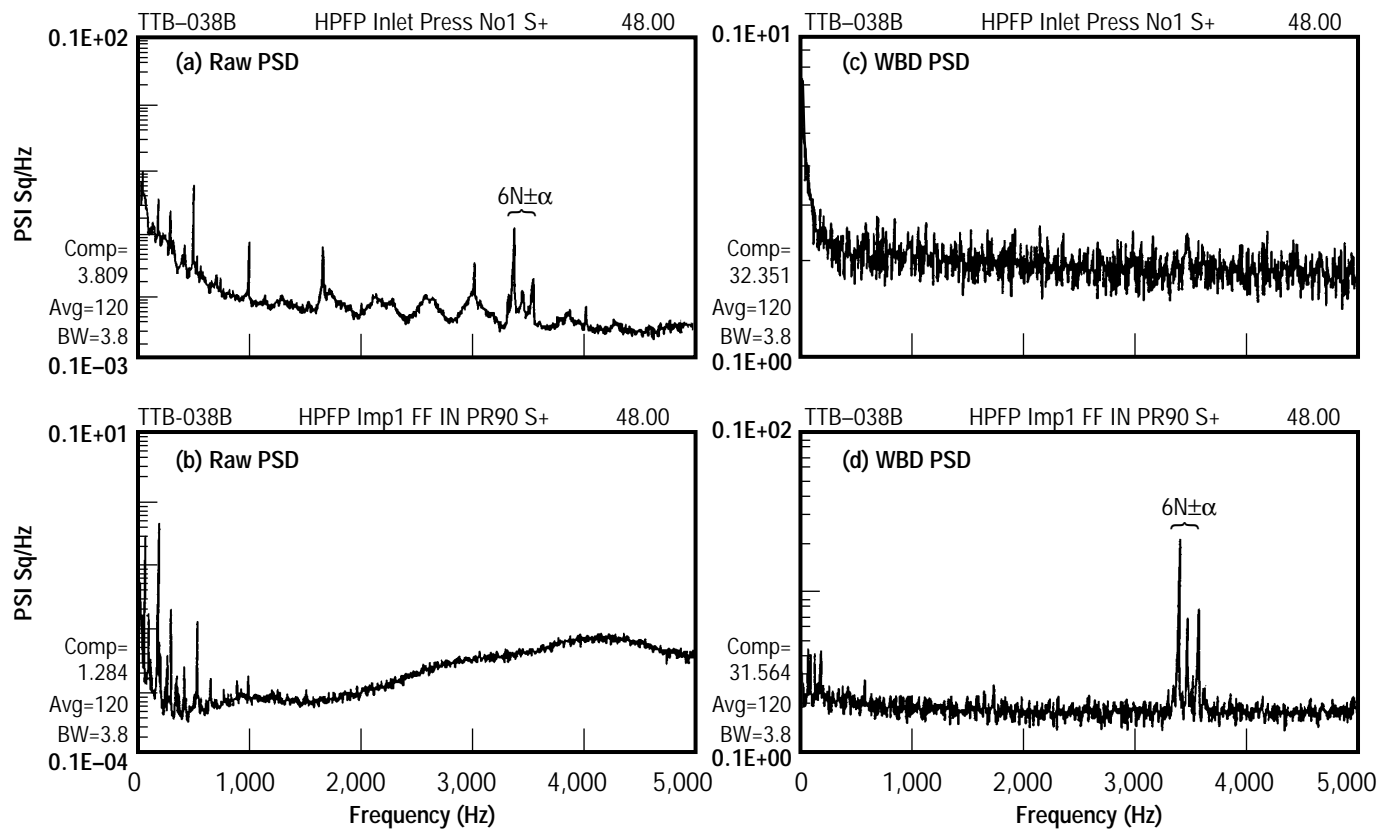 TTB–038B HPFP Inlet Press No1 S+ 48.00
0.1E+02
(a) Raw PSD
PSI Sq/Hz
6N±α
Comp=
3.809
Avg=120
BW=3.8
0.1E–03
TTB–038B HPFP Inlet Press No1 S+ 48.00
0.1E+01
(c) WBD PSD
Comp=
32.351
Avg=120
BW=3.8
0.1E+00
TTB-038B HPFP Imp1 FF IN PR90 S+ 48.00
0.1E+01
(b) Raw PSD
PSI Sq/Hz
Comp=
1.284
Avg=120
BW=3.8
0.1E–04
0 1,000 2,000 3,000 4,000 5,000
Frequency (Hz)
TTB–038B HPFP Imp1 FF IN PR90 S+ 48.00
0.1E+02
(d) WBD PSD
6N±α
Comp=
31.564
Avg=120
BW=3.8
0.1E+00
0 1,000 2,000 3,000 4,000 5,000
Frequency (Hz)